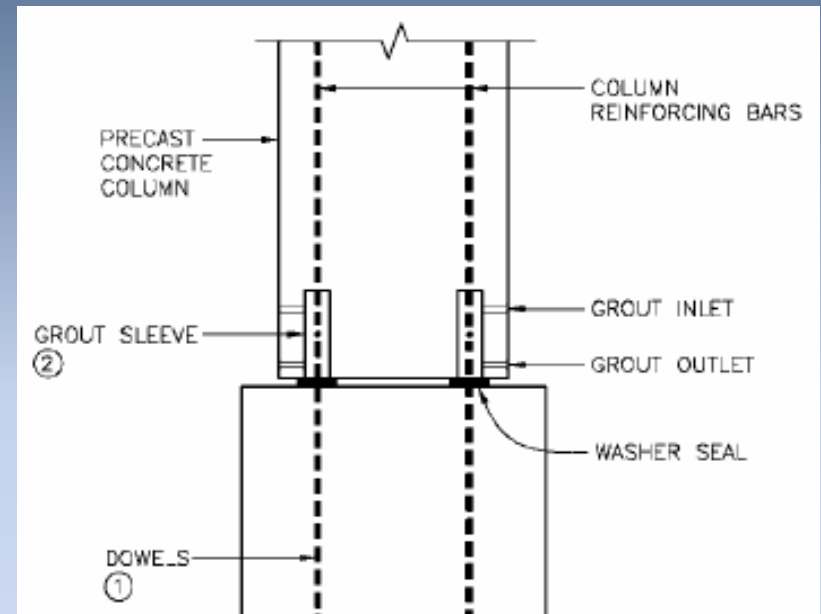 COLUMN
REINFORCING BARS
PRECAST
CONCRETE
COLUMN
GROUT INLET
GROUT SLEEVE
②
GROUT OUTLET
WASHER SEAL
DOWE_S
①